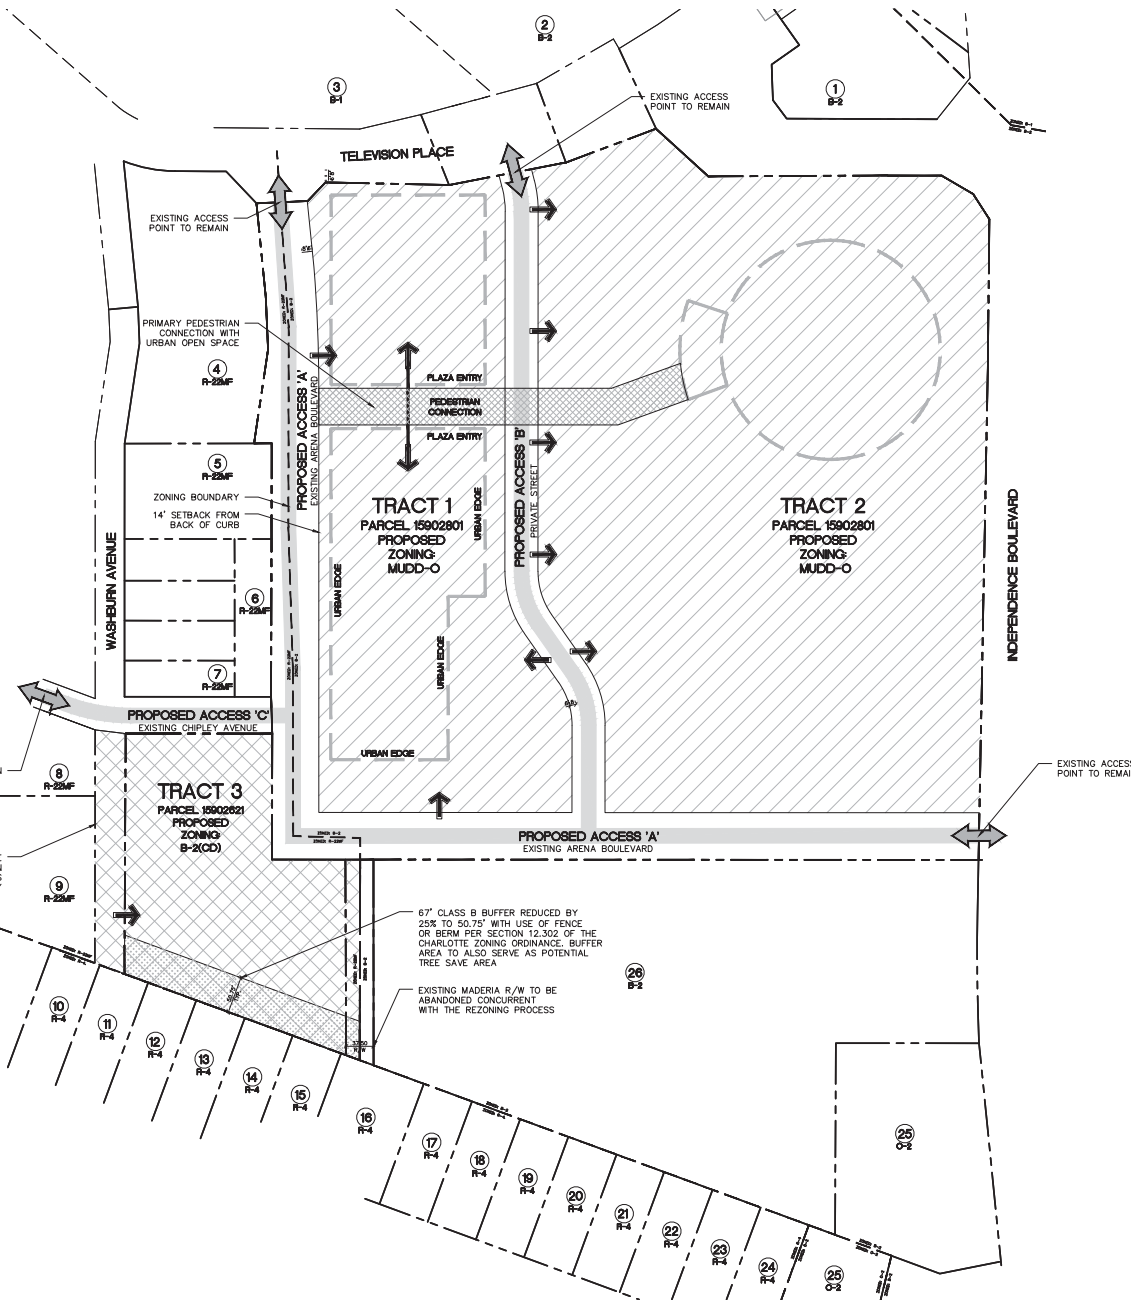 2
B-2
3
B-1
1
B-2
EXISTING ACCESS
POINT TO REMAIN
TELEVISION PLACE
EXISTING ACCESS
POINT TO REMAIN
PRIMARY PEDESTRIAN
CONNECTION WITH
URBAN OPEN SPACE
4
R-22MF
PLAZA ENTRY
PEDESTRIAN
CONNECTION
PLAZA ENTRY
PROPOSED ACCESS 'A'
EXISTING ARENA BOULEVARD
5
R-22MF
ZONING BOUNDARY
14' SETBACK FROM
BACK OF CURB
TRACT 1
PARCEL 15902801
PROPOSED
ZONING:
MUDD-O
URBAN EDGE
PROPOSED ACCESS 'B'
PRIVATE STREET
TRACT 2
PARCEL 15902801
PROPOSED
ZONING:
MUDD-O
INDEPENDENCE BOULEVARD
WASHBURN AVENUE
6
R-22MF
URBAN EDGE
URBAN EDGE
7
R-22MF
PROPOSED ACCESS 'C'
EXISTING CHIPLEY AVENUE
URBAN EDGE
8
R-22MF
TRACT 3
PARCEL 15902621
PROPOSED
ZONING:
B-2(CD)
EXISTING ACCESS
POINT TO REMAI
PROPOSED ACCESS 'A'
EXISTING ARENA BOULEVARD
9
R-22MF
67' CLASS B BUFFER REDUCED BY
25% TO 50.75' WITH USE OF FENCE
OR BERM PER SECTION 12.302 OF THE
CHARLOTTE ZONING ORDINANCE. BUFFER
AREA TO ALSO SERVE AS POTENTIAL
TREE SAVE AREA
26
B-2
EXISTING MADERIA R/W TO BE
ABANDONED CONCURRENT
WITH THE REZONING PROCESS
10
R-4
11
R-4
12
R-4
13
R-4
14
R-4
15
R-4
16
R-4
17
R-4
18
R-4
19
R-4
20
R-4
21
R-4
22
R-4
23
R-4
24
R-4
25
O-2
25
O-2